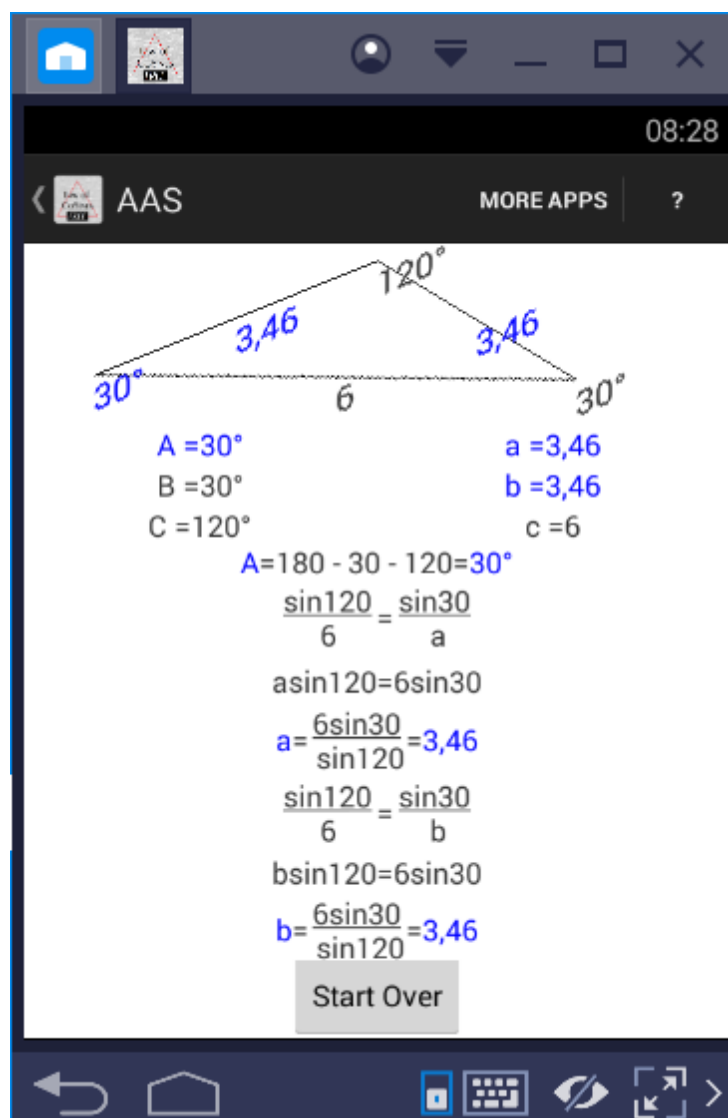 08:28
AAS MORE APPS ?
120°
3,46 3,46
30° 6 30°
A =30° a =3,46
B =30° b =3,46
C =120° c =6
A=180 - 30 - 120=30°
sin120 sin30
6 = a
asin120=6sin30
a= 6sin30 =3,46
sin120
sin120 sin30
6 = b
bsin120=6sin30
b= 6sin30 =3,46
sin120
Start Over